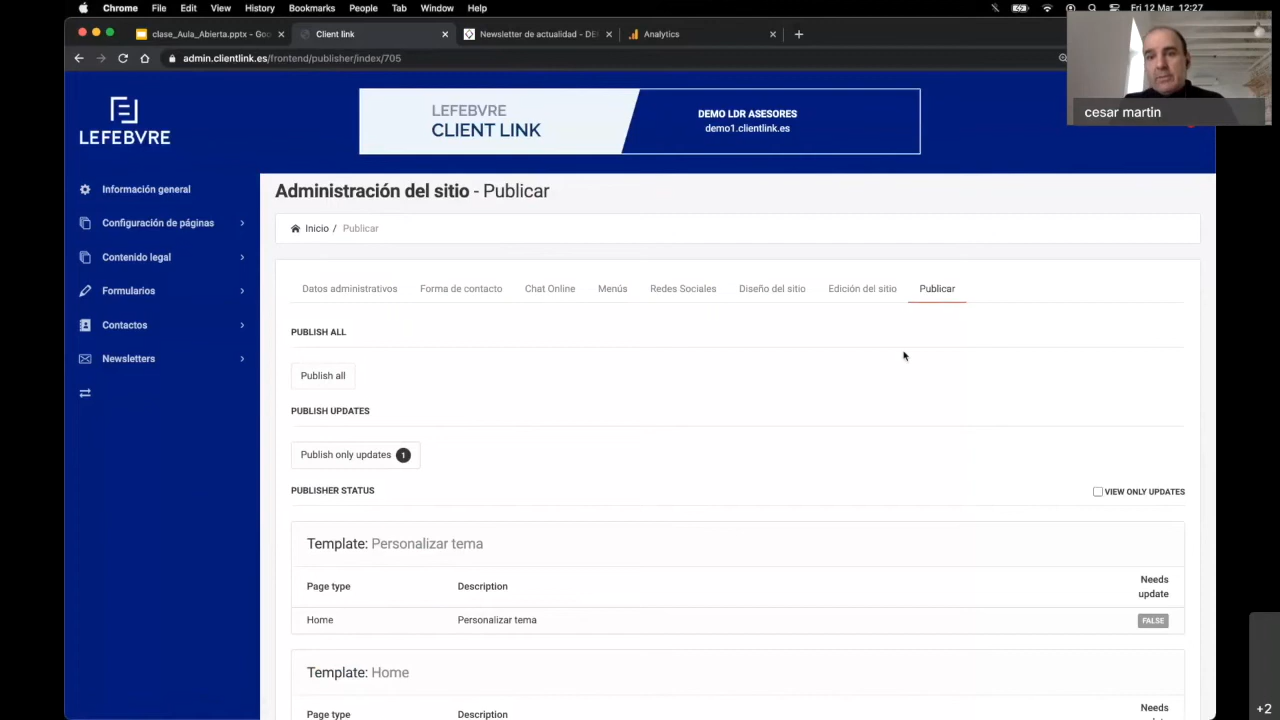 Chrome File Edit View History Bookmarks People Tab Window Help
Fri 12 Mar 12:27
clase_Aula_Abierta.pptx - Goo
Client link
Newsletter de actualidad - DE
Analytics
admin.clientlink.es/frontend/publisher/index/705
cesar martin
LEFEBVRE
LEFEBVRE
CLIENT LINK
DEMO LDR ASESORES
demo1.clientlink.es
Información general
Configuración de páginas
Contenido legal
Formularios
Contactos
Newsletters
Administración del sitio - Publicar
Inicio / Publicar
Datos administrativos Forma de contacto Chat Online Menús Redes Sociales Diseño del sitio Edición del sitio Publicar
PUBLISH ALL
Publish all
PUBLISH UPDATES
Publish only updates 1
PUBLISHER STATUS
VIEW ONLY UPDATES
Template: Personalizar tema
Page type Description Needs
update
Home Personalizar tema FALSE
Template: Home
Page type Description Needs
+2